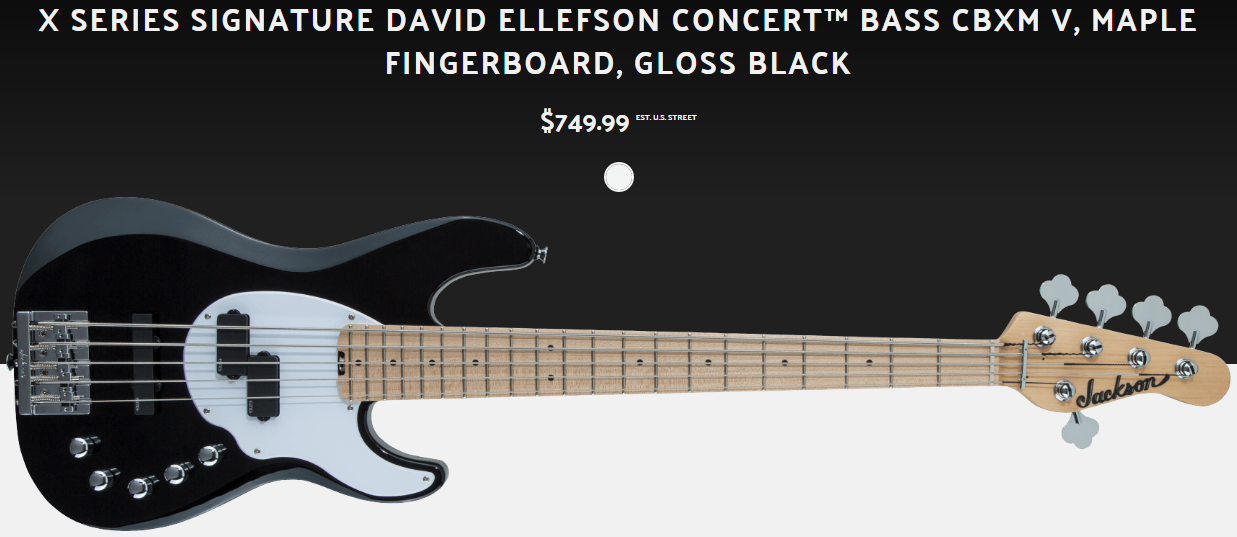 X SERIES SIGNATURE DAVID ELLEFSON CONCERT™ BASS CBXM V, MAPLE
FINGERBOARD, GLOSS BLACK
$749.99 EST. U.S. STREET
Jackson